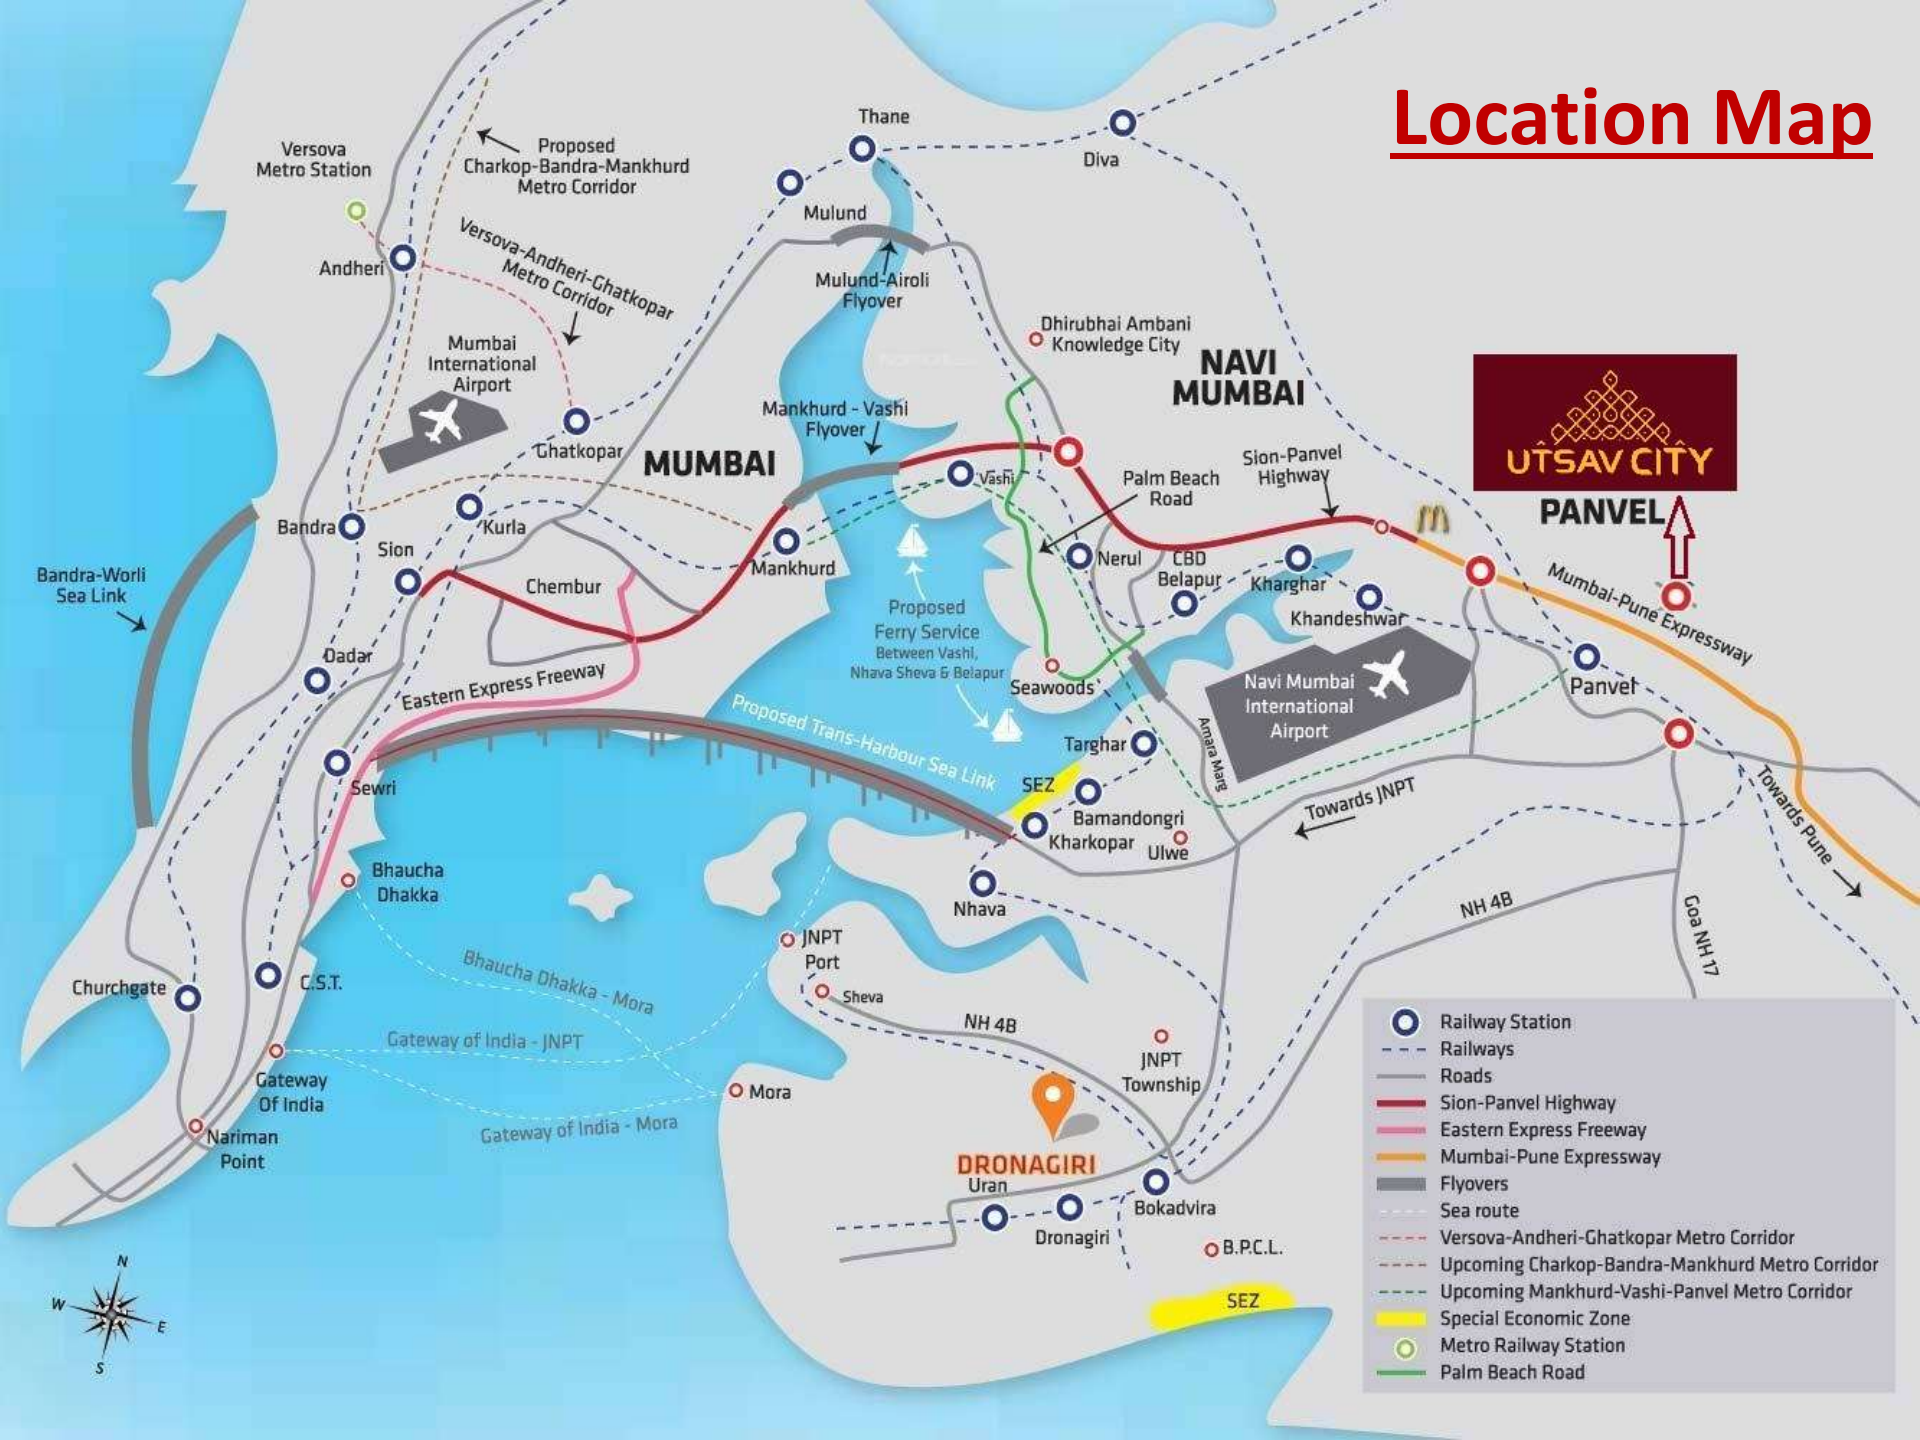 Location Map
Thane
Diva
Versova
Metro Station
Proposed
Charkop-Bandra-Mankhurd
Metro Corridor
Mulund
Andheri
Versova-Andheri-Ghatkopar
Metro Corridor
Mulund-Airoli
Flyover
Mumbai
International
Airport
Dhirubhai Ambani
Knowledge City
NAVI
MUMBAI
UTSAV CITY
PANVEL
Mankhurd - Vashi
Flyover
Ghatkopar
MUMBAI
Vashi
Palm Beach
Road
Sion-Panvel
Highway
Bandra
Kurla
Sion
Mankhurd
Nerul
CBD
Belapur
Kharghar
Khandeshwar
Mumbai-Pune Expressway
Bandra-Worli
Sea Link
Chembur
Proposed
Ferry Service
Between Vashi,
Nhava Sheva & Belapur
Dadar
Eastern Express Freeway
Seawoods
Navi Mumbai
International
Airport
Panvel
Proposed Trans-Harbour Sea Link
Targhar
Amara Marg
Sewri
SEZ
Bamandongri
Kharkopar
Ulwe
Towards JNPT
Towards Pune
Bhaucha
Dhakka
Nhava
NH 4B
Goa NH 17
JNPT
Port
Sheva
Bhaucha Dhakka - Mora
Churchgate
C.S.T.
Gateway of India - JNPT
NH 4B
JNPT
Township
Gateway
Of India
Mora
Gateway of India - Mora
Nariman
Point
DRONAGIRI
Uran
Dronagiri
Bokadvira
B.P.C.L.
SEZ
N
W
E
S
Railway Station
Railways
Roads
Sion-Panvel Highway
Eastern Express Freeway
Mumbai-Pune Expressway
Flyovers
Sea route
Versova-Andheri-Ghatkopar Metro Corridor
Upcoming Charkop-Bandra-Mankhurd Metro Corridor
Upcoming Mankhurd-Vashi-Panvel Metro Corridor
Special Economic Zone
Metro Railway Station
Palm Beach Road